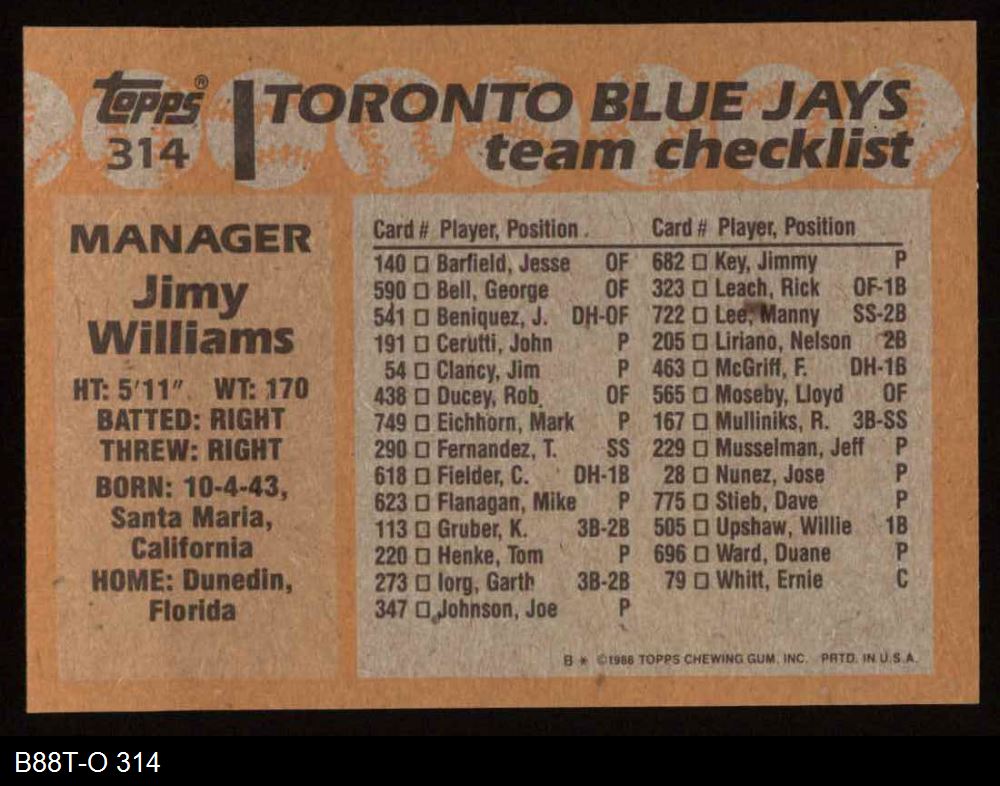 Topps® TORONTO BLUE JAYS
314 team checklist
MANAGER
Jimy
Williams
HT: 5'11" WT: 170
BATTED: RIGHT
THREW: RIGHT
BORN: 10-4-43,
Santa Maria,
California
HOME: Dunedin,
Florida
Card # Player, Position
140 □ Barfield, Jesse OF
590 □ Bell, George OF
541 □ Beniquez, J. DH-OF
191 □ Cerutti, John P
54 □ Clancy, Jim P
438 □ Ducey, Rob OF
749 □ Eichhorn, Mark P
290 □ Fernandez, T. SS
618 □ Fielder, C. DH-1B
623 □ Flanagan, Mike P
113 □ Gruber, K. 3B-2B
220 □ Henke, Tom P
273 □ Iorg, Garth 3B-2B
347 □ Johnson, Joe P
Card # Player, Position
682 □ Key, Jimmy P
323 □ Leach, Rick OF-1B
722 □ Lee, Manny SS-2B
205 □ Liriano, Nelson 2B
463 □ McGriff, F. DH-1B
565 □ Moseby, Lloyd OF
167 □ Mulliniks, R. 3B-SS
229 □ Musselman, Jeff P
28 □ Nunez, Jose P
775 □ Stieb, Dave P
505 □ Upshaw, Willie 1B
696 □ Ward, Duane P
79 □ Whitt, Ernie C
B * ©1988 TOPPS CHEWING GUM, INC. PRTD. IN U.S.A.
B88T-O 314